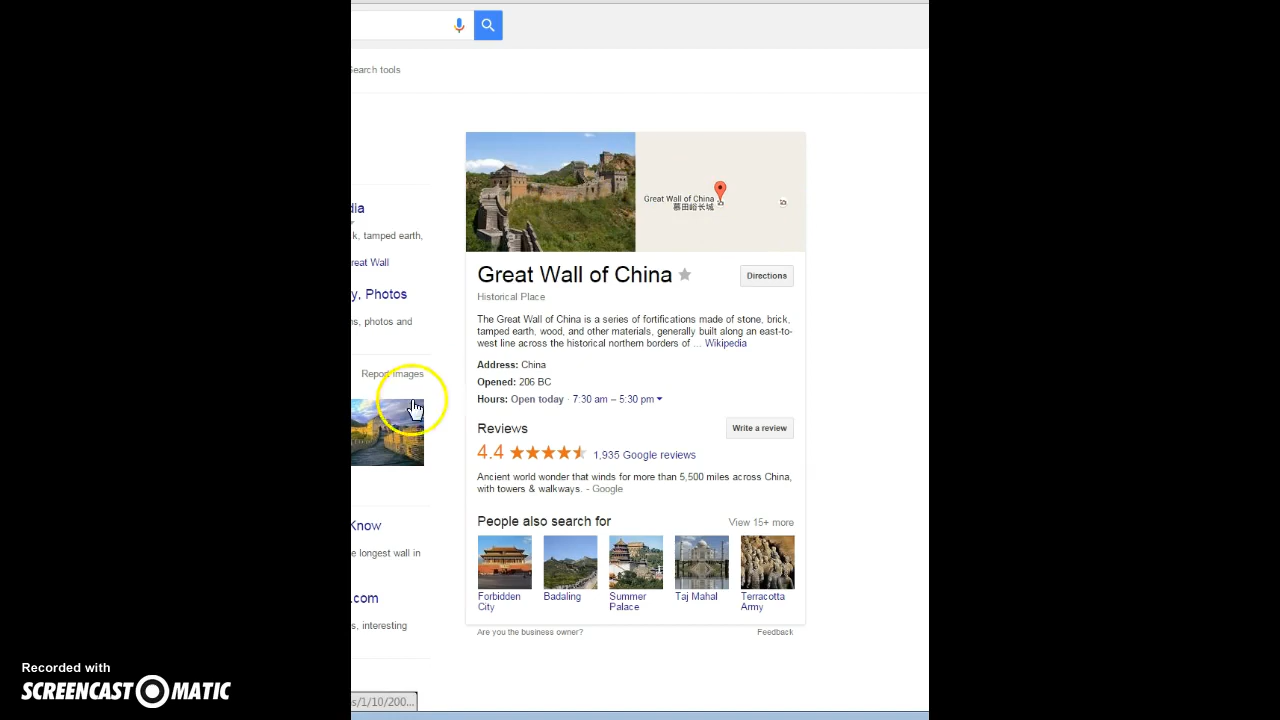 Search tools
dia
k, tamped earth,
reat Wall
y, Photos
ns, photos and
Report images
Know
e longest wall in
.com
s, interesting
s/1/10/200...
Great Wall of China
慕田峪长城
Great Wall of China
Directions
Historical Place
The Great Wall of China is a series of fortifications made of stone, brick,
tamped earth, wood, and other materials, generally built along an east-to-
west line across the historical northern borders of ... Wikipedia
Address: China
Opened: 206 BC
Hours: Open today · 7:30 am – 5:30 pm
Reviews
Write a review
4.4
1,935 Google reviews
Ancient world wonder that winds for more than 5,500 miles across China,
with towers & walkways. - Google
People also search for
View 15+ more
Forbidden
City
Badaling
Summer
Palace
Taj Mahal
Terracotta
Army
Are you the business owner?
Feedback
Recorded with
SCREENCAST O MATIC